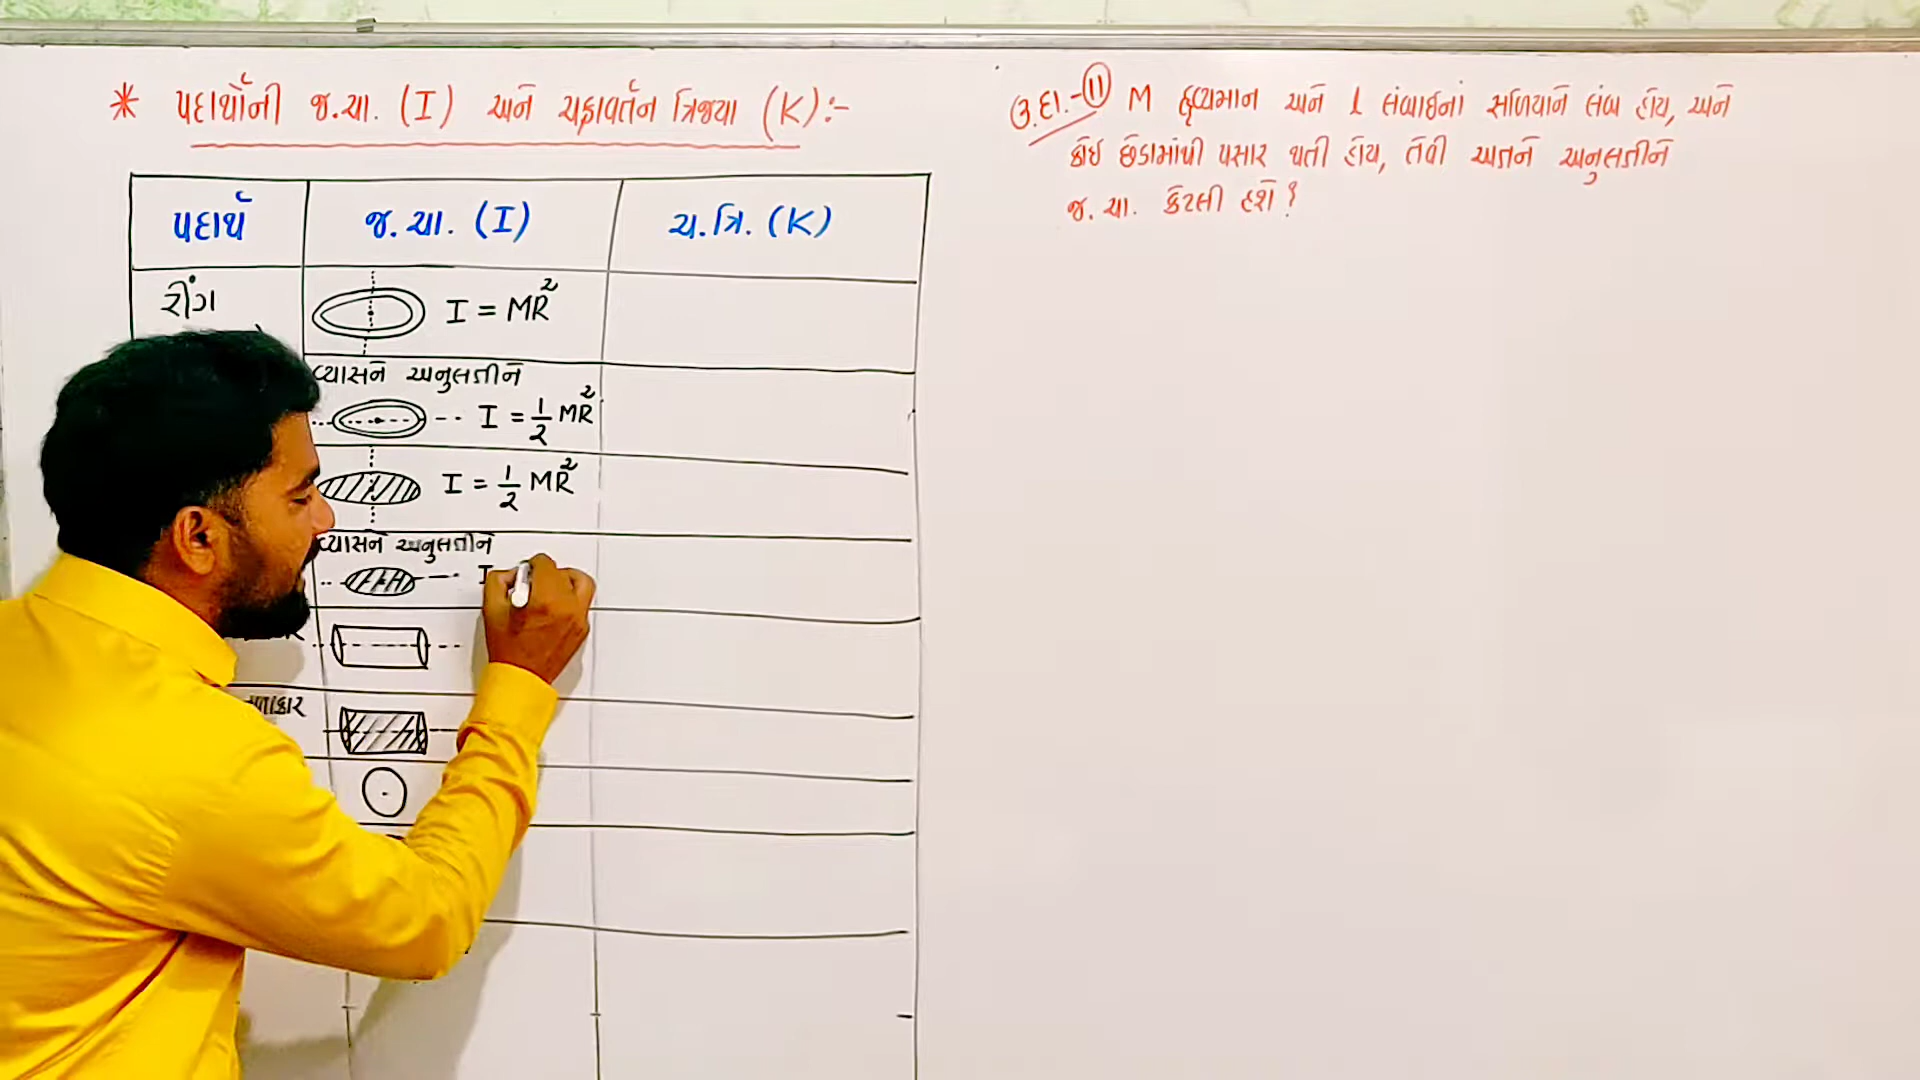 * પદાર્થોની જ.ચા. (I) અને ચક્રાવર્તન ત્રિજ્યા (K):-
પદાર્થ
જ. ચા. (I)
ચ. ત્રિ. (K)
રીંગ
I = MR²
વ્યાસને અનુલક્ષીને
I = 1/2 MR²
I = 1/2 MR²
વ્યાસને અનુલક્ષીને
I
ઉ.દા.-11 M દ્રવ્યમાન અને l લંબાઈનાં સળિયાને લંબ હોય, અને
કોઈ છેડામાંથી પસાર થતી હોય, તેવી અક્ષને અનુલક્ષીને
જ. ચા. કેટલી હશે?